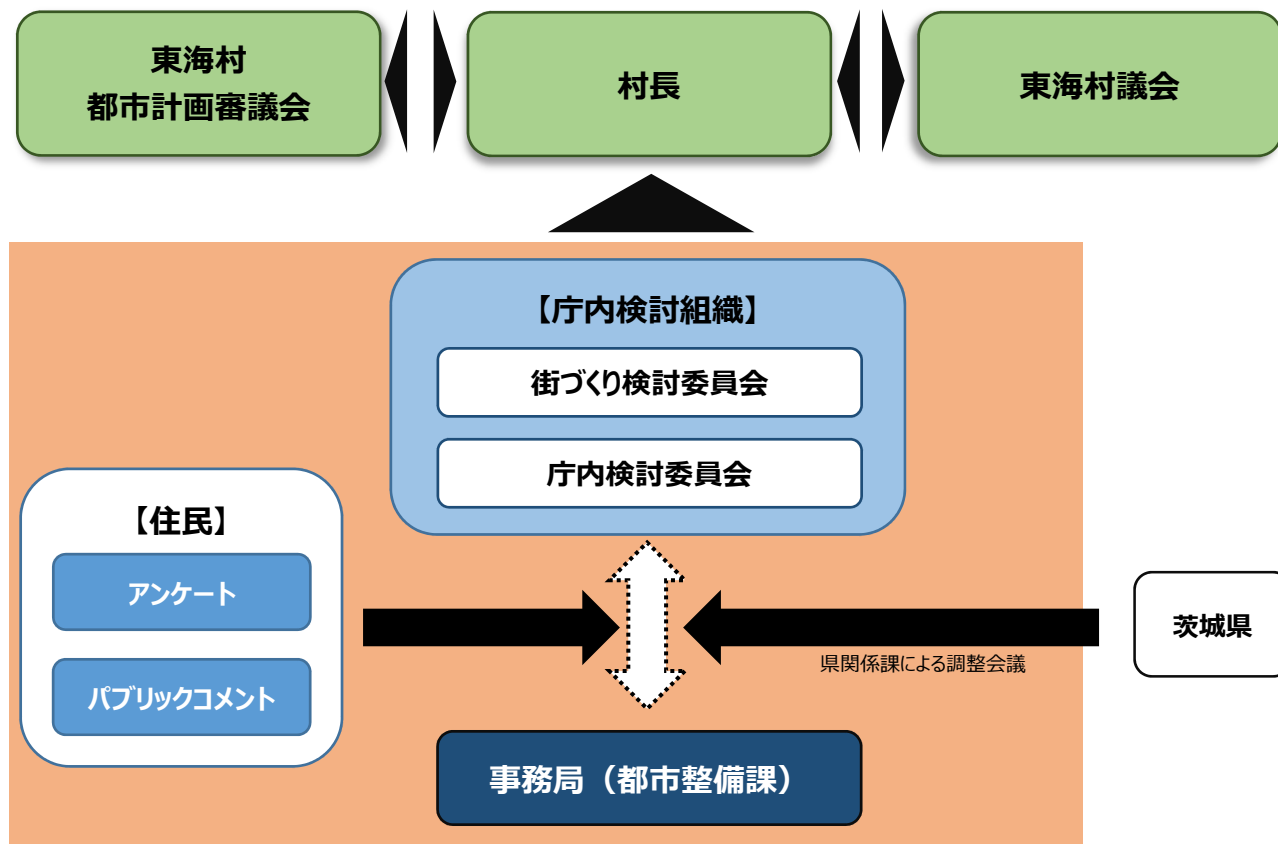 東海村
都市計画審議会
村長
東海村議会
【庁内検討組織】
街づくり検討委員会
庁内検討委員会
【住民】
アンケート
パブリックコメント
茨城県
県関係課による調整会議
事務局（都市整備課）